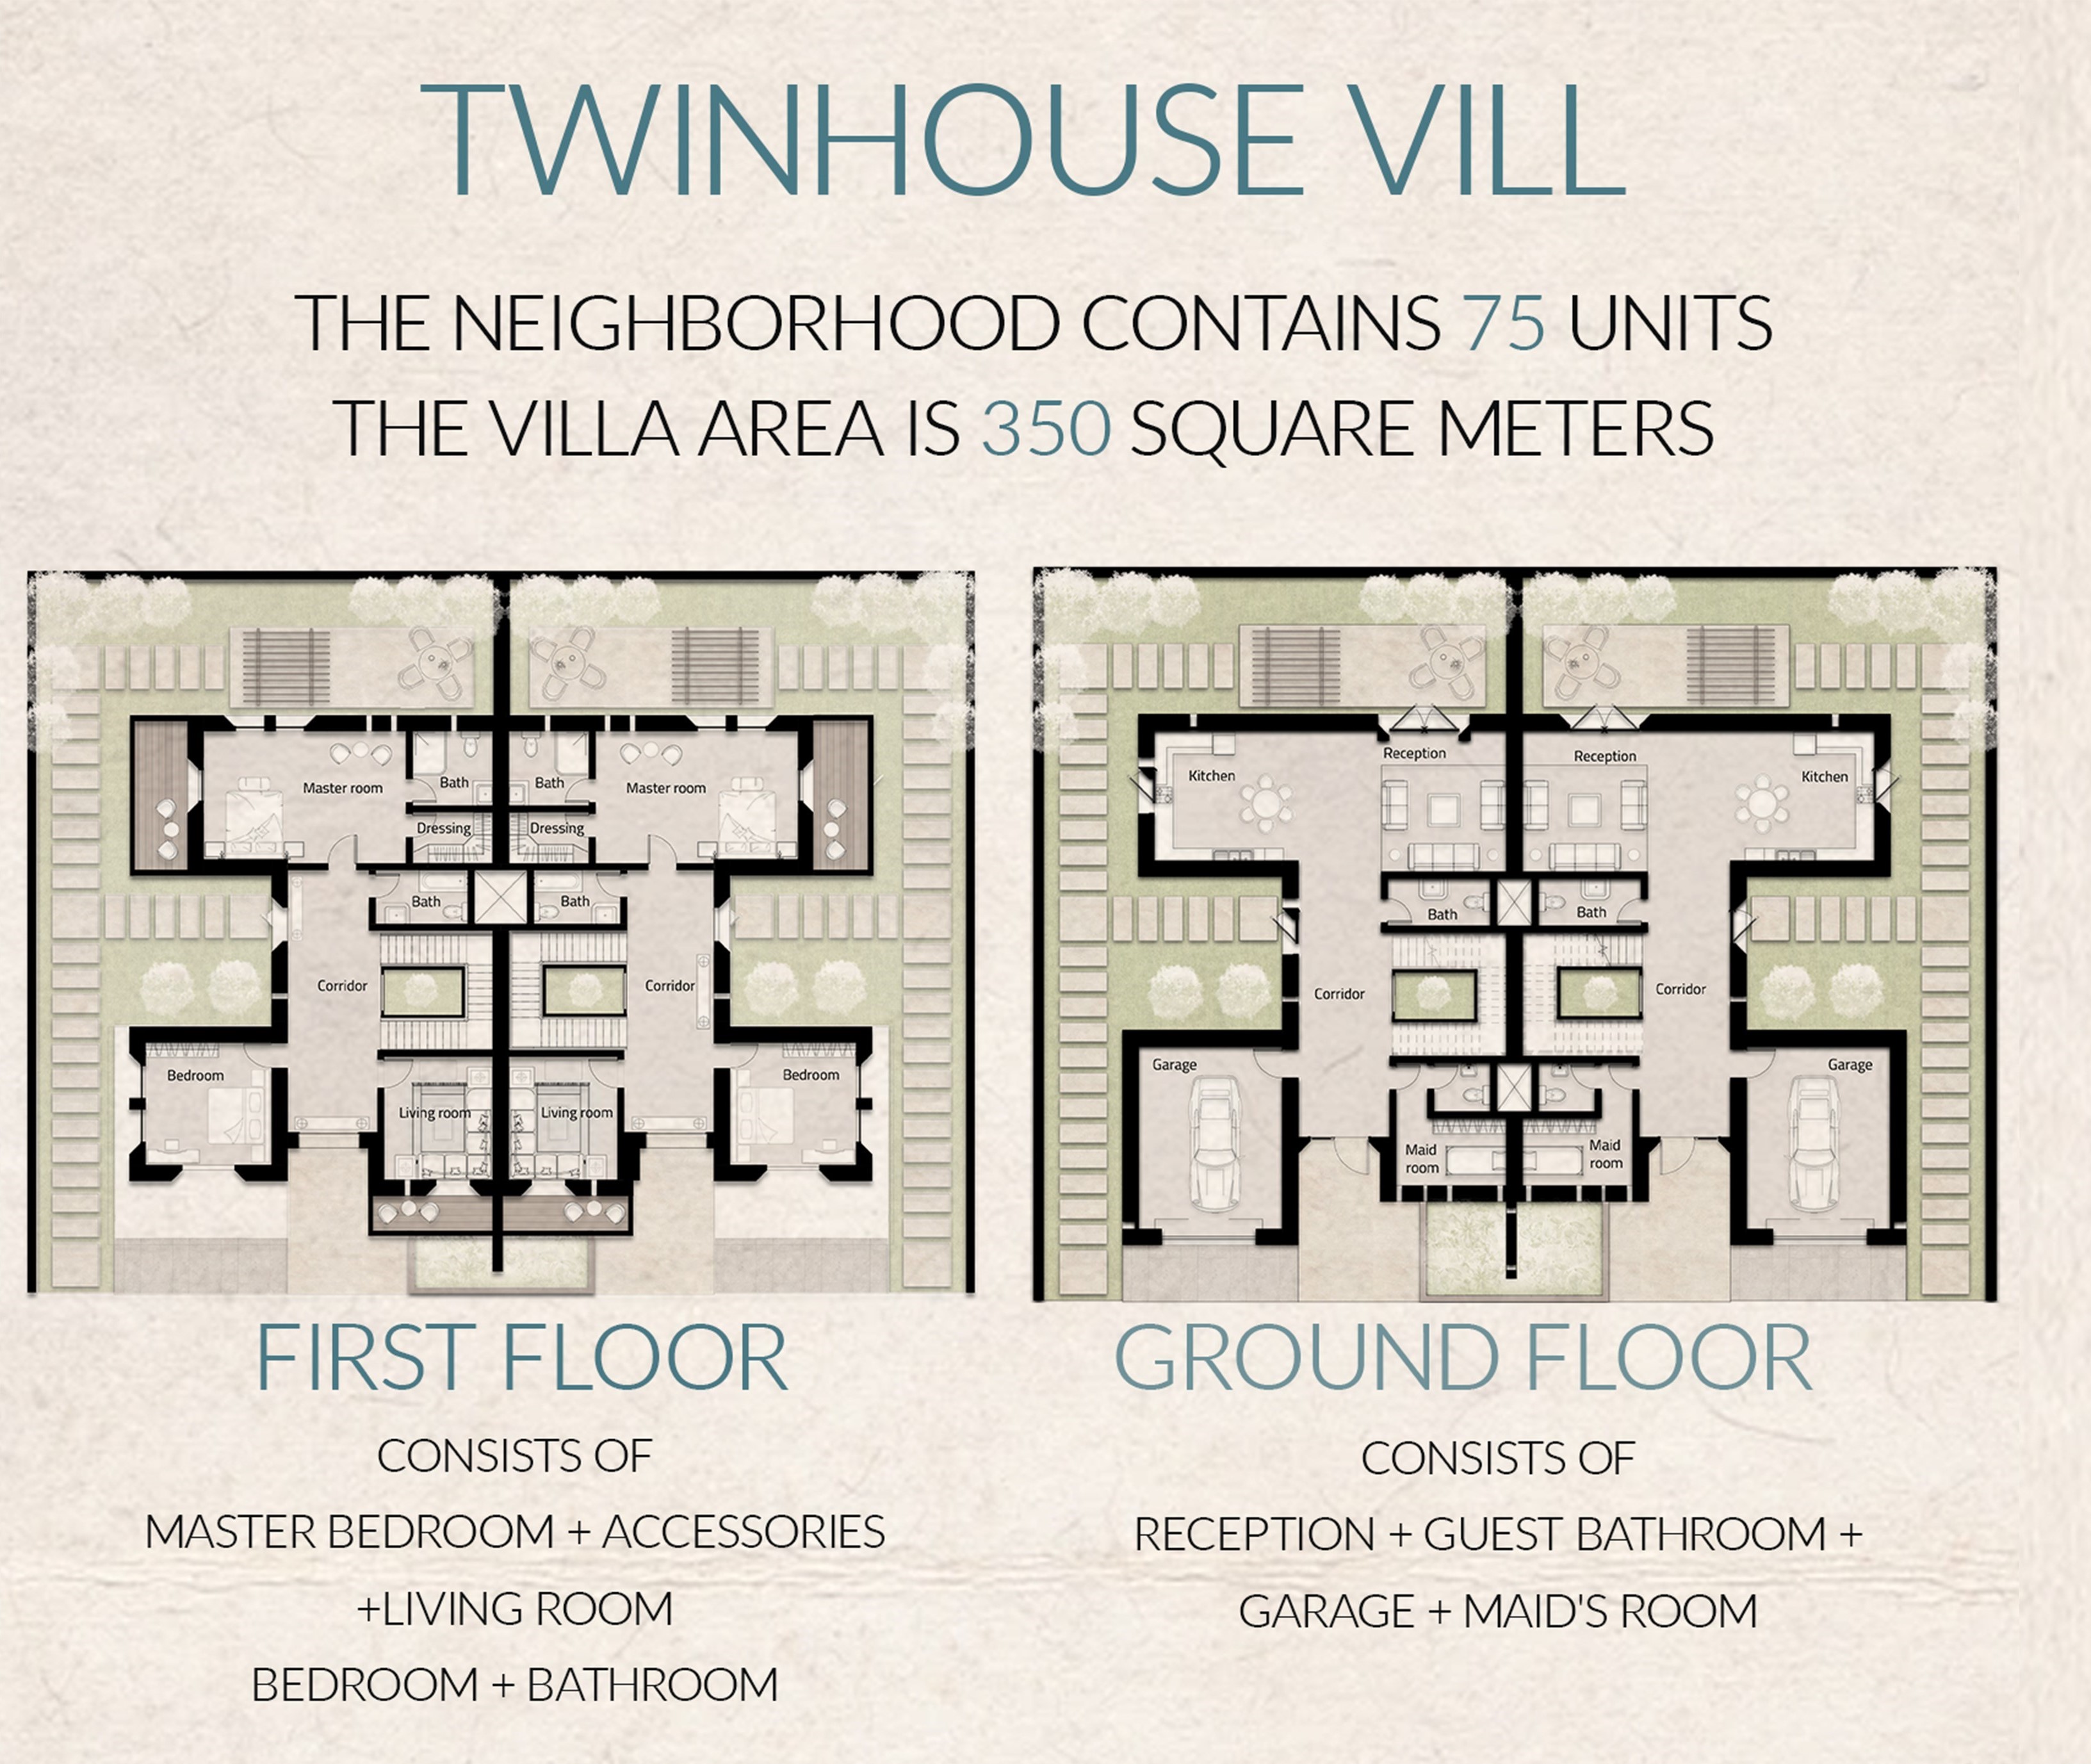 TWINHOUSE VILL
THE NEIGHBORHOOD CONTAINS 75 UNITS
THE VILLA AREA IS 350 SQUARE METERS
Master room
Bath
Bath
Master room
Dressing
Dressing
Bath
Bath
Corridor
Corridor
Bedroom
Living room
Living room
Bedroom
FIRST FLOOR
CONSISTS OF
MASTER BEDROOM + ACCESSORIES
+LIVING ROOM
BEDROOM + BATHROOM
Kitchen
Reception
Reception
Kitchen
Bath
Bath
Corridor
Corridor
Garage
Garage
Maid
room
Maid
room
GROUND FLOOR
CONSISTS OF
RECEPTION + GUEST BATHROOM +
GARAGE + MAID'S ROOM